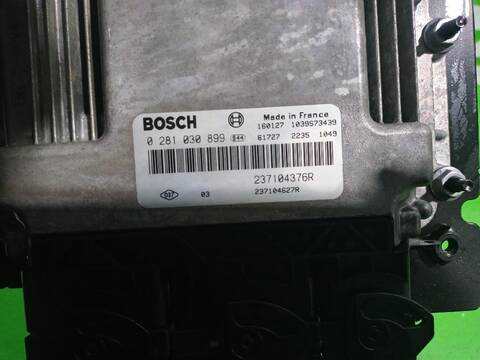 BOSCH Made in France
160127 1039S73439
0 281 030 899 61727 2235 1049
237104376R
03 237104627R